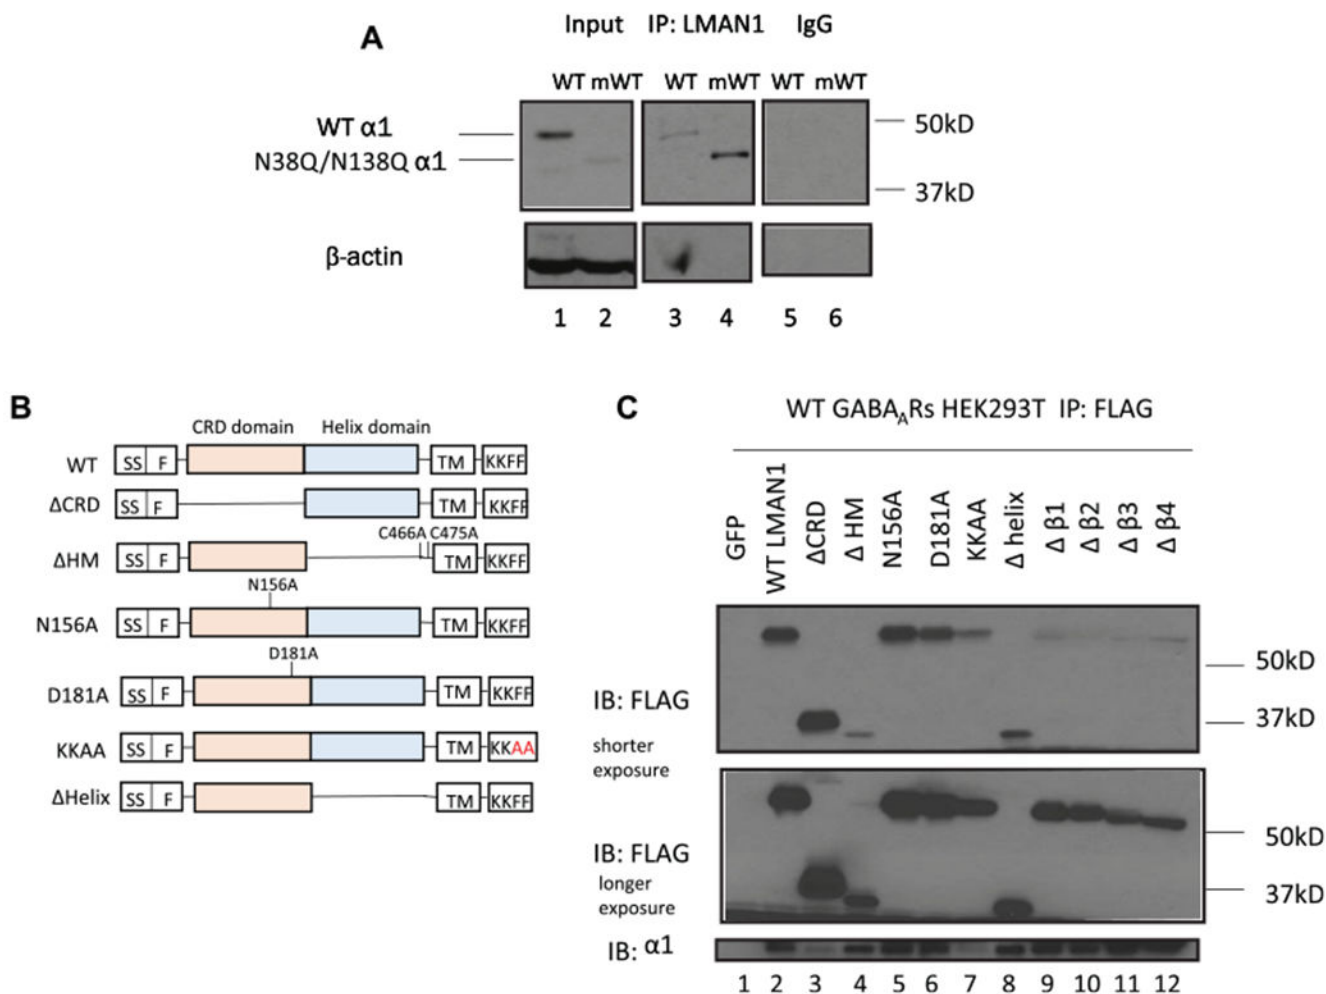 A
Input IP: LMAN1 IgG
WT mWT WT mWT WT mWT
WT α1
N38Q/N138Q α1
50kD
37kD
β-actin
1 2 3 4 5 6
B
CRD domain Helix domain
WT SS F TM KKFF
ΔCRD SS F TM KKFF
C466A C475A
ΔHM SS F TM KKFF
N156A
N156A SS F TM KKFF
D181A
D181A SS F TM KKFF
KKAA SS F TM KKAA
ΔHelix SS F TM KKFF
C
WT GABAARs HEK293T IP: FLAG
GFP
WT LMAN1
ΔCRD
Δ HM
N156A
D181A
KKAA
Δ helix
Δ β1
Δ β2
Δ β3
Δ β4
50kD
37kD
IB: FLAG
shorter
exposure
50kD
37kD
IB: FLAG
longer
exposure
IB: α1
1 2 3 4 5 6 7 8 9 10 11 12